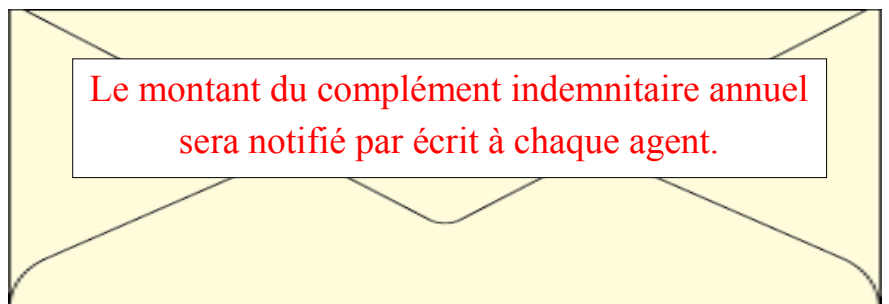 Le montant du complément indemnitaire annuel
sera notifié par écrit à chaque agent.